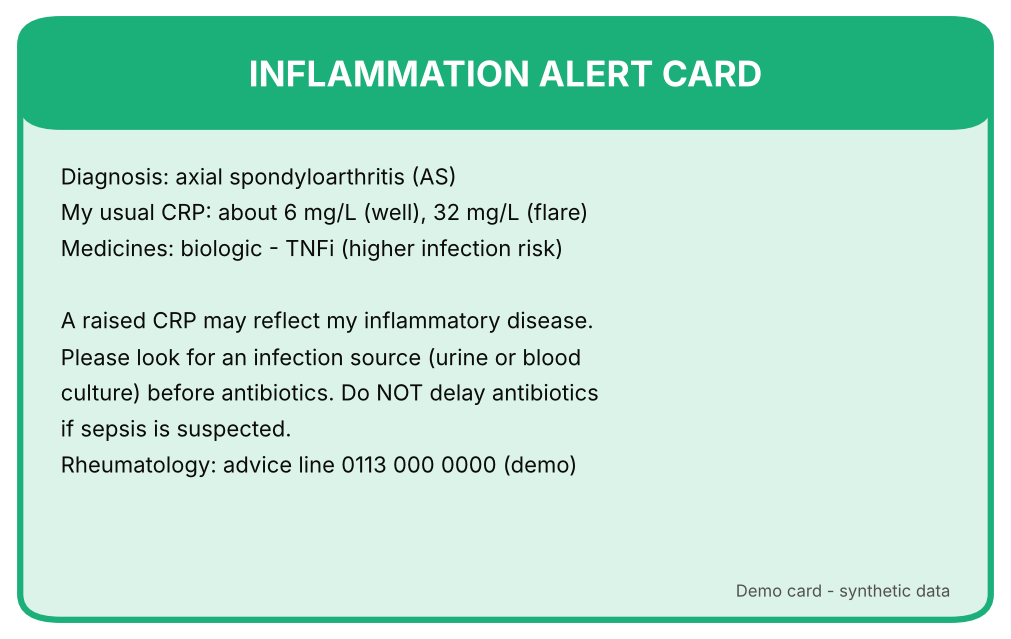 INFLAMMATION ALERT CARD
Diagnosis: axial spondyloarthritis (AS)
My usual CRP: about 6 mg/L (well), 32 mg/L (flare)
Medicines: biologic - TNFi (higher infection risk)
A raised CRP may reflect my inflammatory disease.
Please look for an infection source (urine or blood
culture) before antibiotics. Do NOT delay antibiotics
if sepsis is suspected.
Rheumatology: advice line 0113 000 0000 (demo)
Demo card - synthetic data